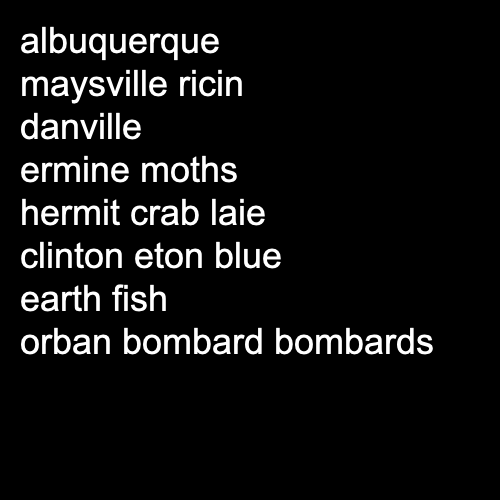 albuquerque
maysville ricin
danville
ermine moths
hermit crab laie
clinton eton blue
earth fish
orban bombard bombards